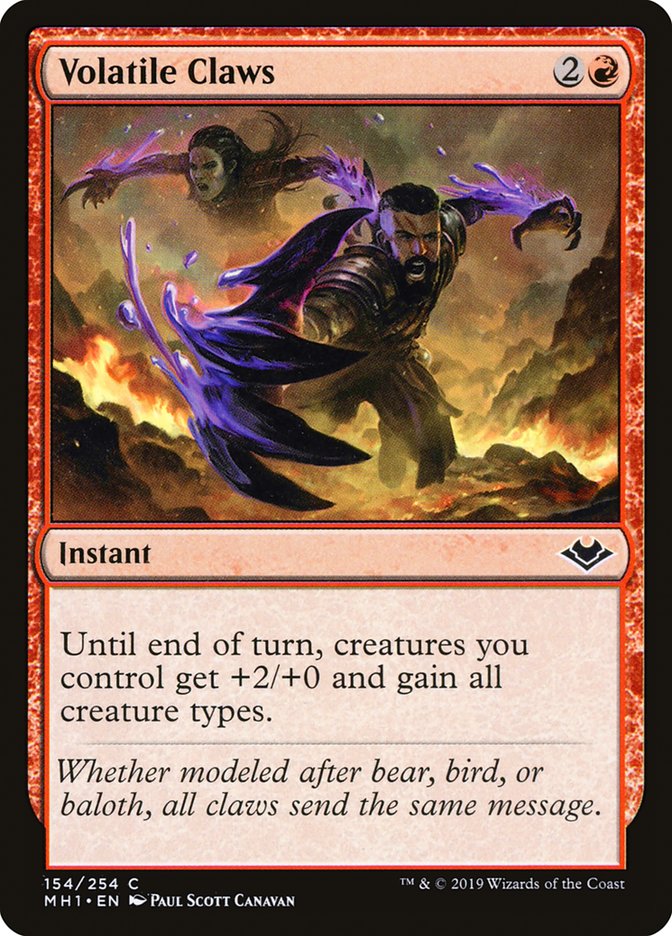 Volatile Claws 2
Instant
Until end of turn, creatures you
control get +2/+0 and gain all
creature types.
Whether modeled after bear, bird, or
baloth, all claws send the same message.
154/254 C
MH1 • EN Paul Scott Canavan
™ & © 2019 Wizards of the Coast